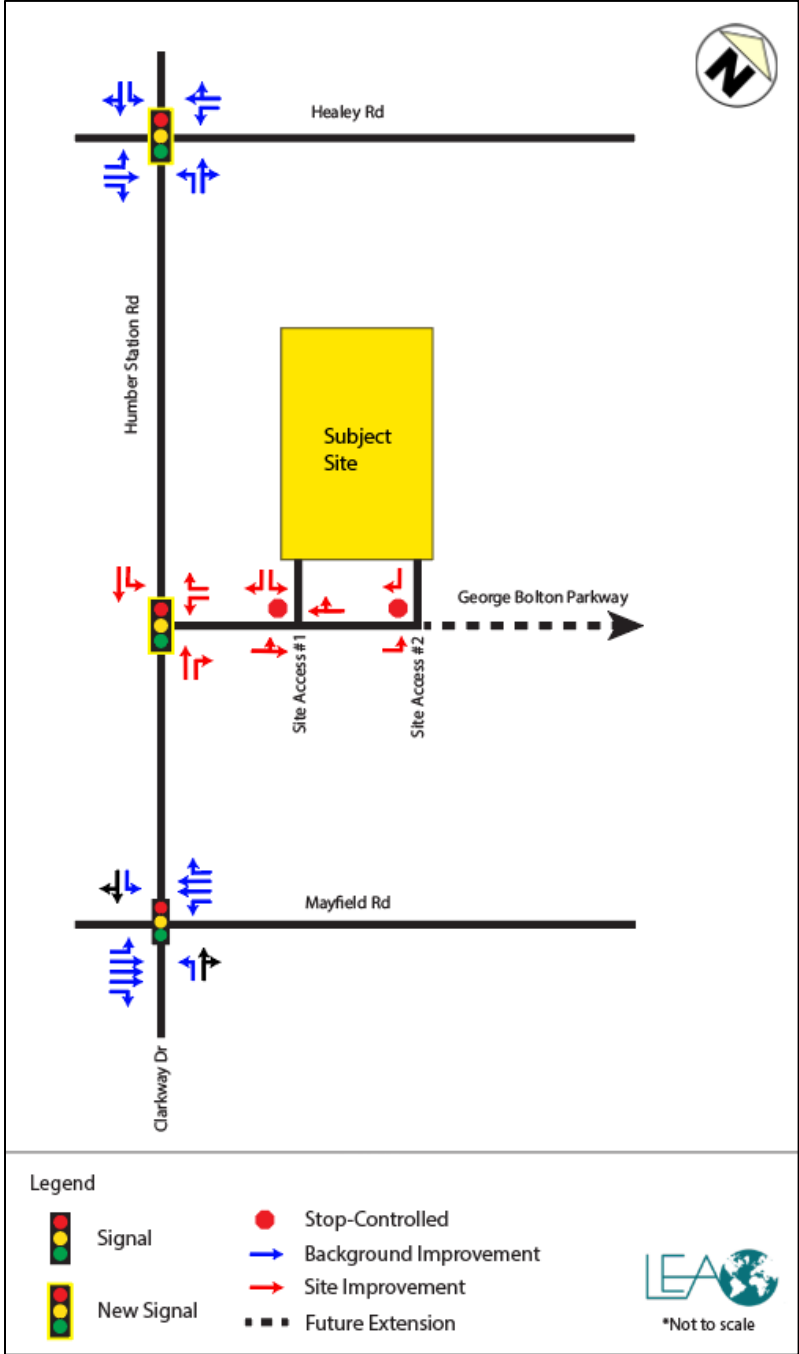 N
Healey Rd
Humber Station Rd
Subject
Site
George Bolton Parkway
Site Access #1
Site Access #2
Mayfield Rd
Clarkway Dr
Legend
Signal
New Signal
Stop-Controlled
Background Improvement
Site Improvement
Future Extension
LEA
*Not to scale